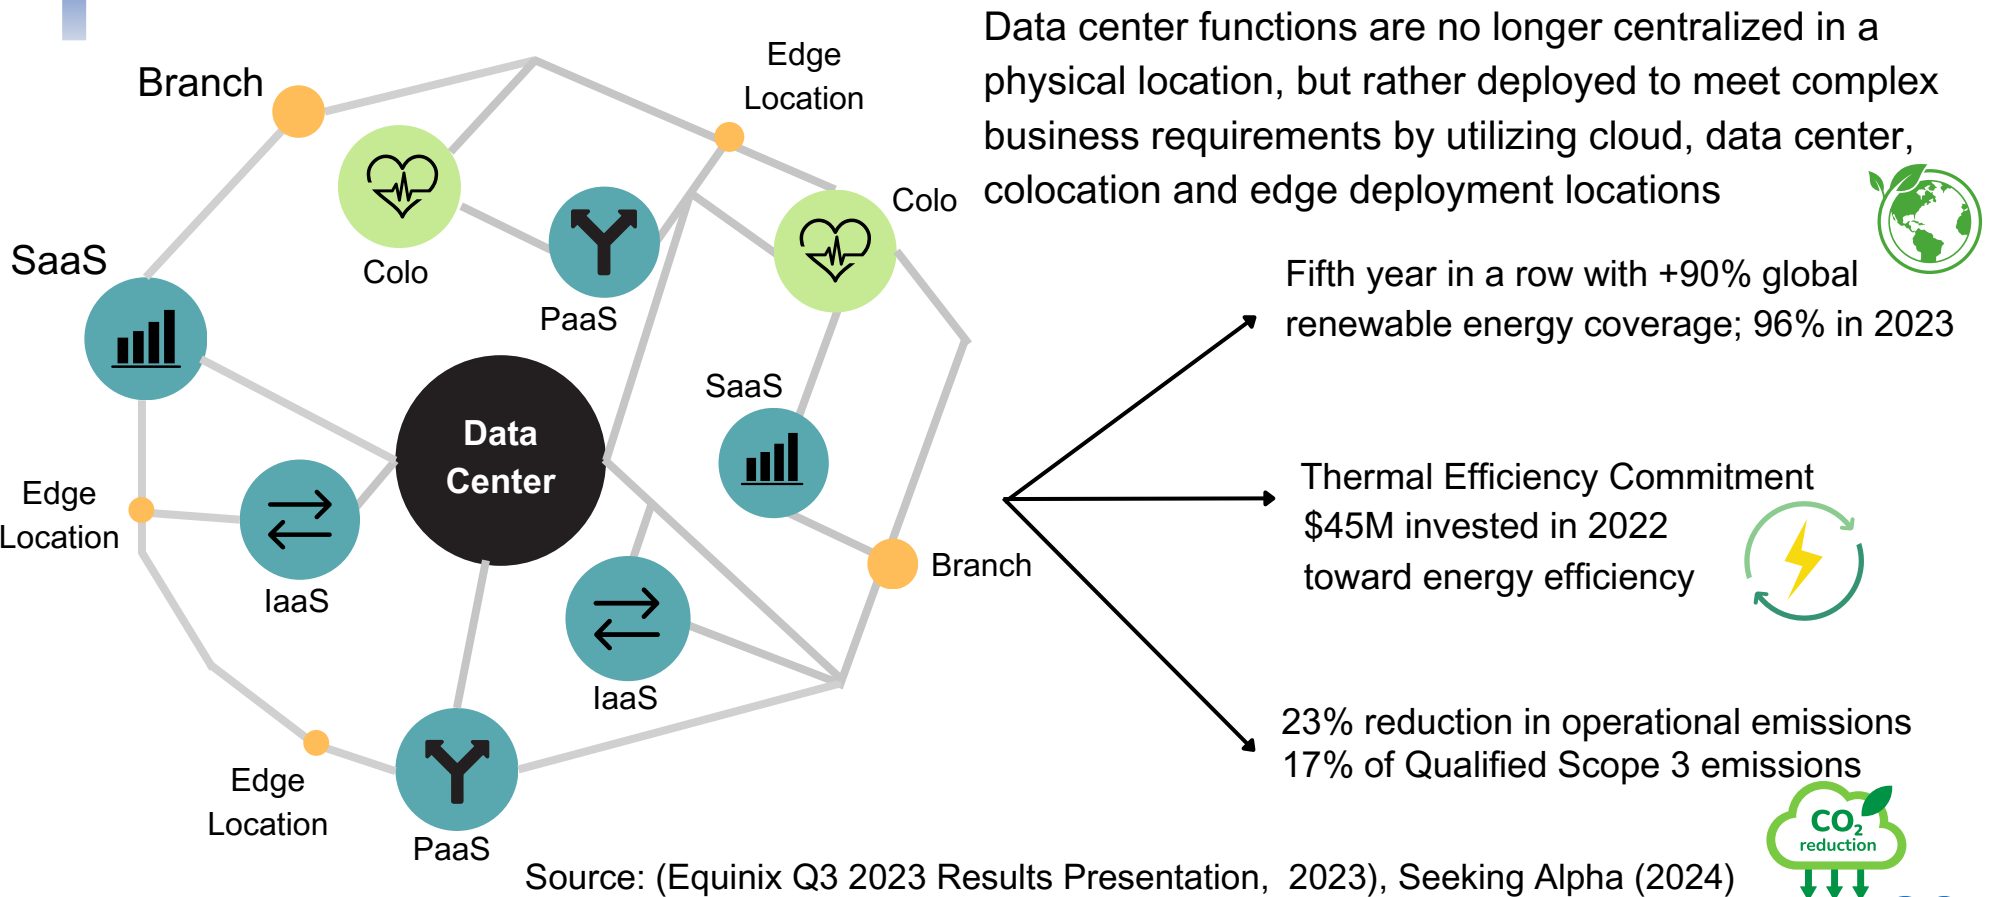 Data center functions are no longer centralized in a
physical location, but rather deployed to meet complex
business requirements by utilizing cloud, data center,
colocation and edge deployment locations
Branch
Edge
Location
Colo
SaaS
Colo
PaaS
SaaS
Data
Center
Edge
Location
IaaS
Branch
IaaS
Edge
Location
PaaS
Fifth year in a row with +90% global
renewable energy coverage; 96% in 2023
Thermal Efficiency Commitment
$45M invested in 2022
toward energy efficiency
23% reduction in operational emissions
17% of Qualified Scope 3 emissions
CO₂
reduction
Source: (Equinix Q3 2023 Results Presentation, 2023), Seeking Alpha (2024)